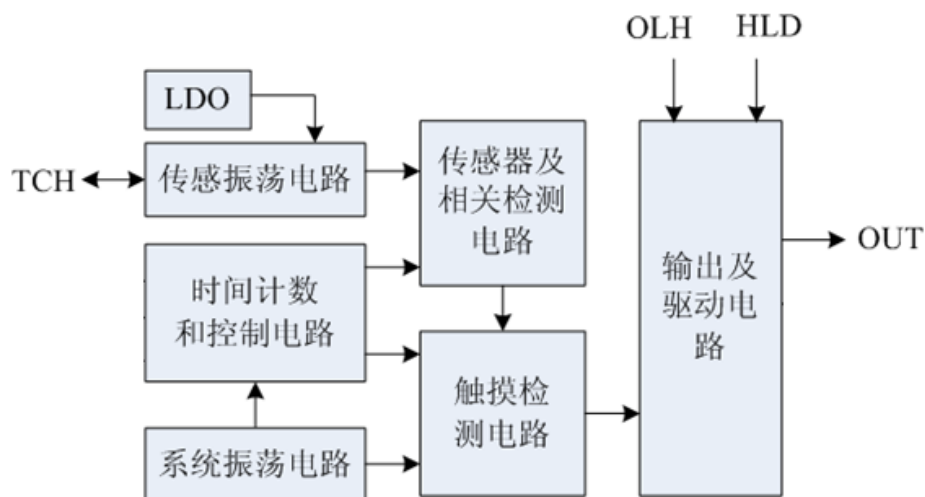 OLH
HLD
LDO
TCH
传感振荡电路
传感器及
相关检测
电路
时间计数
和控制电路
输出及
驱动电
路
OUT
触摸检
测电路
系统振荡电路